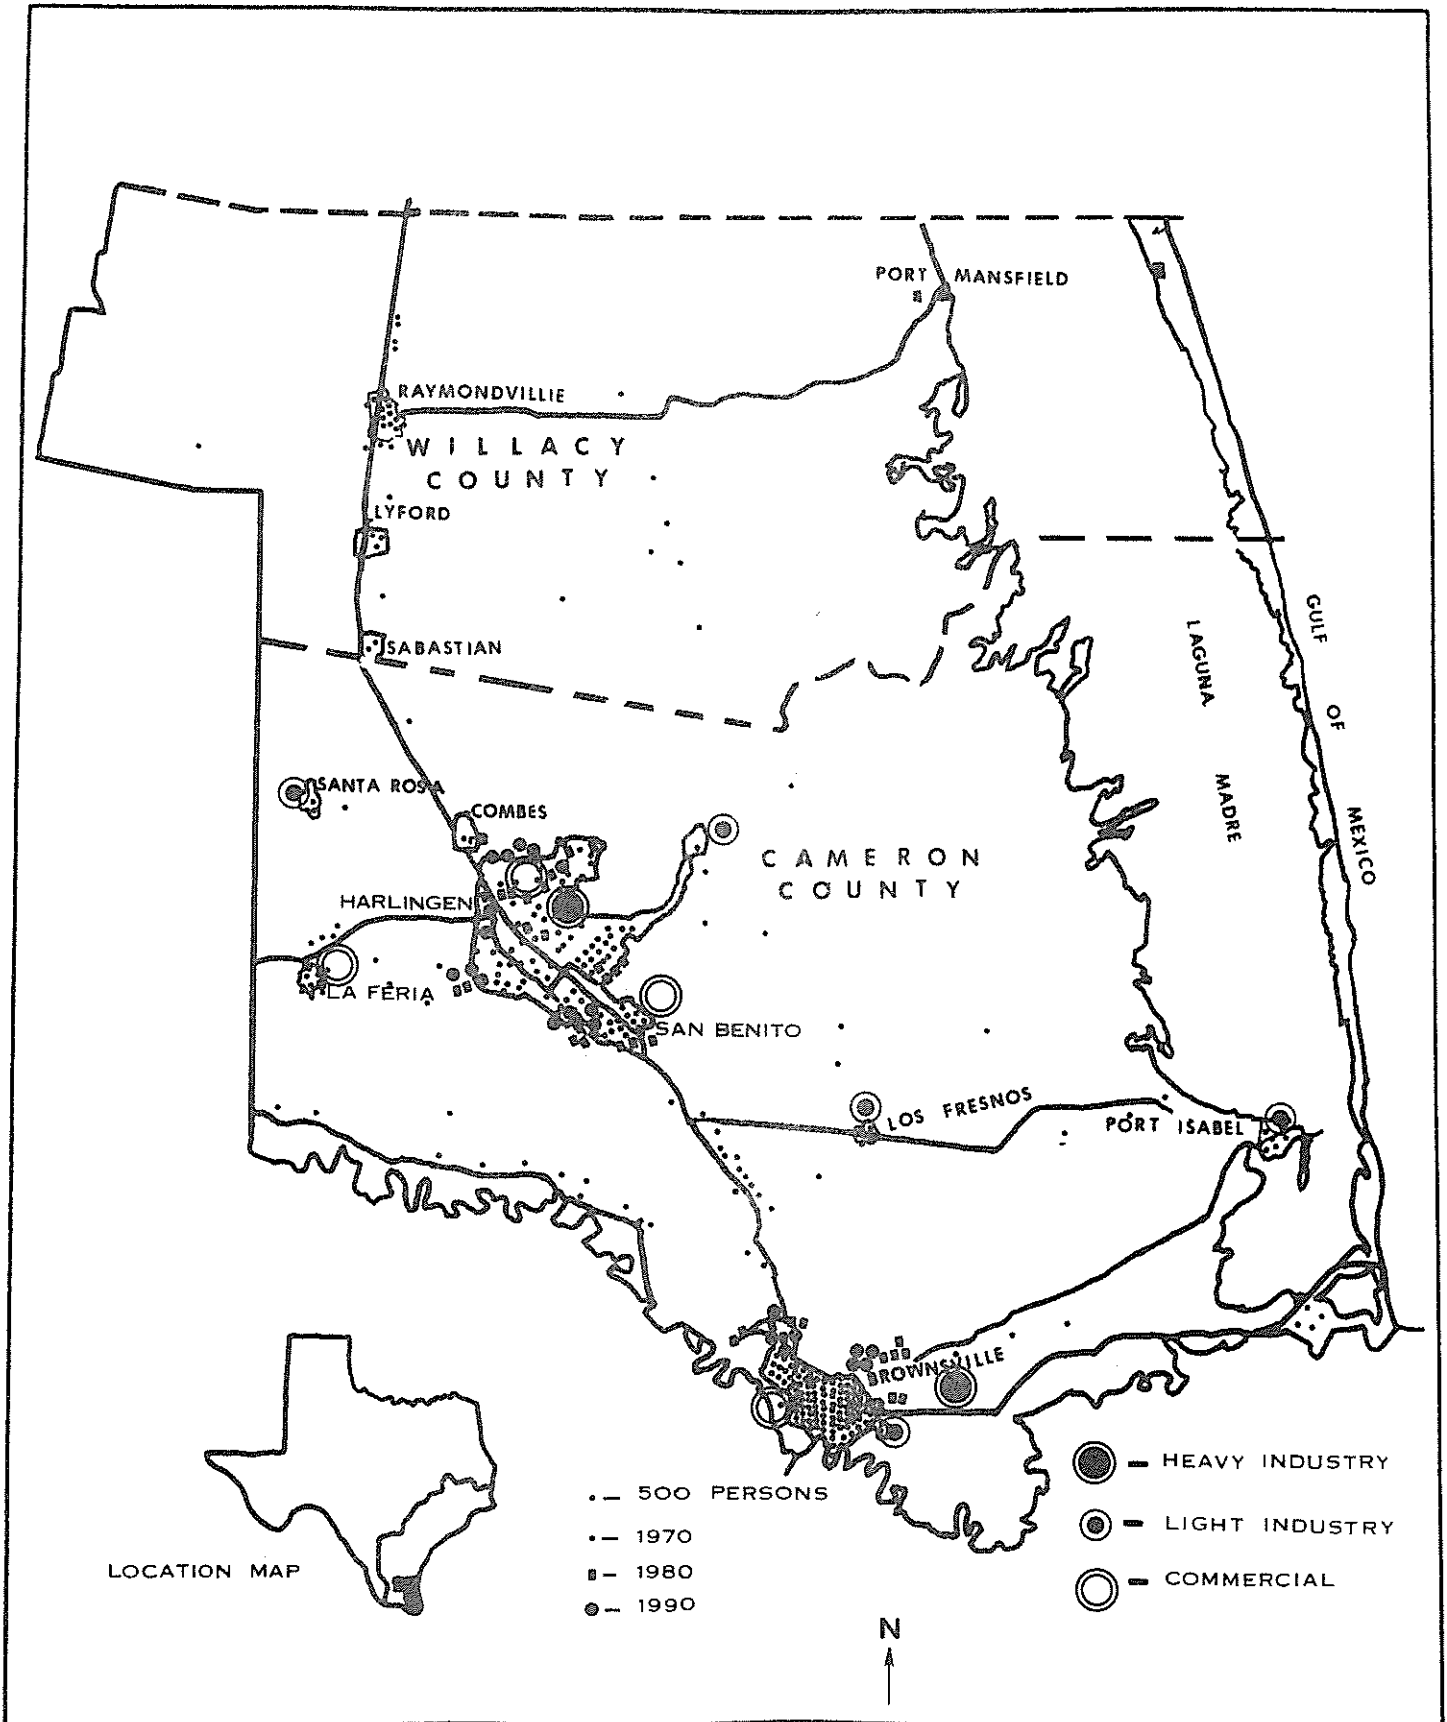 PORT MANSFIELD
RAYMONDVILLIE
WILLACY
COUNTY
LYFORD
SABASTIAN
GULF OF MEXICO
LAGUNA MADRE
SANTA ROSA
COMBES
CAMERON
COUNTY
HARLINGEN
LA FERIA
SAN BENITO
LOS FRESNOS
PORT ISABEL
ROWNSVILLE
LOCATION MAP
. – 500 PERSONS
. – 1970
– 1980
– 1990
– HEAVY INDUSTRY
– LIGHT INDUSTRY
– COMMERCIAL
N